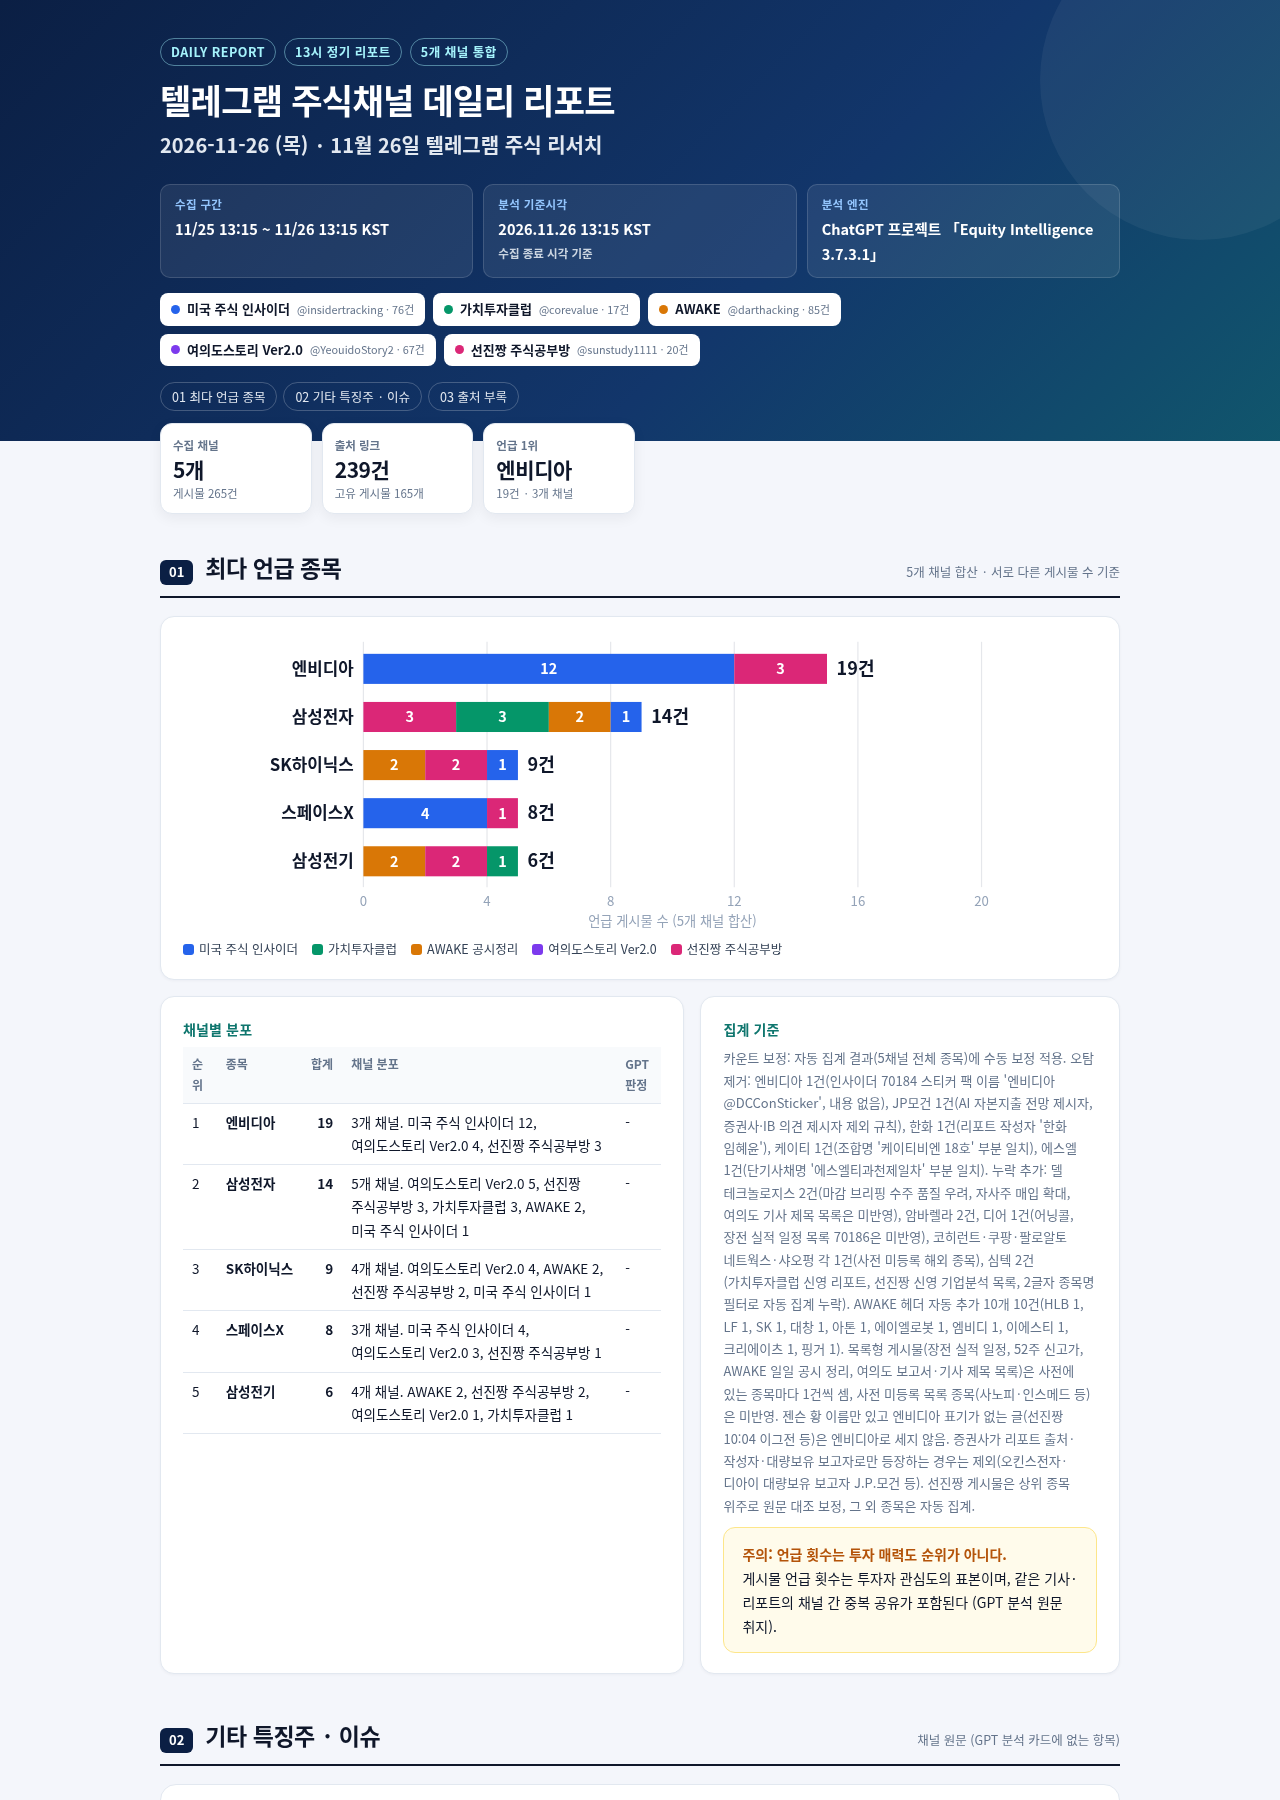 DAILY REPORT
13시 정기 리포트
5개 채널 통합
텔레그램 주식채널 데일리 리포트
2026-11-26 (목) · 11월 26일 텔레그램 주식 리서치
수집 구간
11/25 13:15 ~ 11/26 13:15 KST
분석 기준시각
2026.11.26 13:15 KST
수집 종료 시각 기준
분석 엔진
ChatGPT 프로젝트 「Equity Intelligence
3.7.3.1」
미국 주식 인사이더 @insidertracking · 76건
가치투자클럽 @corevalue · 17건
AWAKE @darthacking · 85건
여의도스토리 Ver2.0 @YeouidoStory2 · 67건
선진짱 주식공부방 @sunstudy1111 · 20건
01 최다 언급 종목
02 기타 특징주 · 이슈
03 출처 부록
수집 채널
5개
게시물 265건
출처 링크
239건
고유 게시물 165개
언급 1위
엔비디아
19건 · 3개 채널
01 최다 언급 종목
5개 채널 합산 · 서로 다른 게시물 수 기준
엔비디아 12 3 19건
삼성전자 3 3 2 1 14건
SK하이닉스 2 2 1 9건
스페이스X 4 1 8건
삼성전기 2 2 1 6건
0 4 8 12 16 20
언급 게시물 수 (5개 채널 합산)
미국 주식 인사이더 가치투자클럽 AWAKE 공시정리 여의도스토리 Ver2.0 선진짱 주식공부방
채널별 분포
순
위
종목
합계
채널 분포
GPT
판정
1 엔비디아 19 3개 채널. 미국 주식 인사이더 12, -
여의도스토리 Ver2.0 4, 선진짱 주식공부방 3
2 삼성전자 14 5개 채널. 여의도스토리 Ver2.0 5, 선진짱 -
주식공부방 3, 가치투자클럽 3, AWAKE 2,
미국 주식 인사이더 1
3 SK하이닉스 9 4개 채널. 여의도스토리 Ver2.0 4, AWAKE 2, -
선진짱 주식공부방 2, 미국 주식 인사이더 1
4 스페이스X 8 3개 채널. 미국 주식 인사이더 4, -
여의도스토리 Ver2.0 3, 선진짱 주식공부방 1
5 삼성전기 6 4개 채널. AWAKE 2, 선진짱 주식공부방 2, -
여의도스토리 Ver2.0 1, 가치투자클럽 1
집계 기준
카운트 보정: 자동 집계 결과(5채널 전체 종목)에 수동 보정 적용. 오탐
제거: 엔비디아 1건(인사이더 70184 스티커 팩 이름 '엔비디아
@DCConSticker', 내용 없음), JP모건 1건(AI 자본지출 전망 제시자,
증권사·IB 의견 제시자 제외 규칙), 한화 1건(리포트 작성자 '한화
임혜윤'), 케이티 1건(조합명 '케이티비엔 18호' 부분 일치), 에스엘
1건(단기사채명 '에스엘티과천제일차' 부분 일치). 누락 추가: 델
테크놀로지스 2건(마감 브리핑 수주 품질 우려, 자사주 매입 확대,
여의도 기사 제목 목록은 미반영), 암바렐라 2건, 디어 1건(어닝콜,
장전 실적 일정 목록 70186은 미반영), 코히런트·쿠팡·팔로알토
네트웍스·샤오펑 각 1건(사전 미등록 해외 종목), 심텍 2건
(가치투자클럽 신영 리포트, 선진짱 신영 기업분석 목록, 2글자 종목명
필터로 자동 집계 누락). AWAKE 헤더 자동 추가 10개 10건(HLB 1,
LF 1, SK 1, 대창 1, 아톤 1, 에이엘로봇 1, 엠비디 1, 이에스티 1,
크리에이츠 1, 핑거 1). 목록형 게시물(장전 실적 일정, 52주 신고가,
AWAKE 일일 공시 정리, 여의도 보고서·기사 제목 목록)은 사전에
있는 종목마다 1건씩 셈, 사전 미등록 목록 종목(사노피·인스메드 등)
은 미반영. 젠슨 황 이름만 있고 엔비디아 표기가 없는 글(선진짱
10:04 이그전 등)은 엔비디아로 세지 않음. 증권사가 리포트 출처·
작성자·대량보유 보고자로만 등장하는 경우는 제외(오킨스전자·
디아이 대량보유 보고자 J.P.모건 등). 선진짱 게시물은 상위 종목
위주로 원문 대조 보정, 그 외 종목은 자동 집계.
주의: 언급 횟수는 투자 매력도 순위가 아니다.
게시물 언급 횟수는 투자자 관심도의 표본이며, 같은 기사·
리포트의 채널 간 중복 공유가 포함된다 (GPT 분석 원문
취지).
02 기타 특징주 · 이슈
채널 원문 (GPT 분석 카드에 없는 항목)